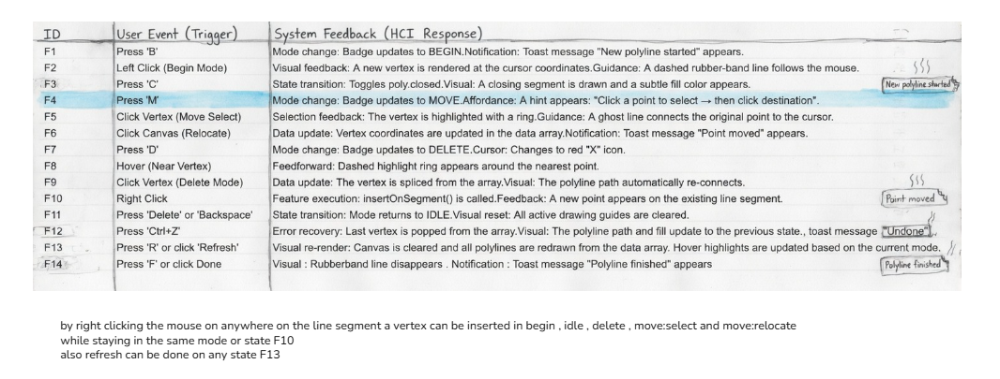 ID User Event (Trigger) System Feedback (HCI Response)
F1 Press 'B' Mode change: Badge updates to BEGIN.Notification: Toast message "New polyline started" appears.
F2 Left Click (Begin Mode) Visual feedback: A new vertex is rendered at the cursor coordinates.Guidance: A dashed rubber-band line follows the mouse.
F3 Press 'C' State transition: Toggles poly.closed.Visual: A closing segment is drawn and a subtle fill color appears. New polyline started
F4 Press 'M' Mode change: Badge updates to MOVE.Affordance: A hint appears: "Click a point to select → then click destination".
F5 Click Vertex (Move Select) Selection feedback: The vertex is highlighted with a ring.Guidance: A ghost line connects the original point to the cursor.
F6 Click Canvas (Relocate) Data update: Vertex coordinates are updated in the data array.Notification: Toast message "Point moved" appears.
F7 Press 'D' Mode change: Badge updates to DELETE.Cursor: Changes to red "X" icon.
F8 Hover (Near Vertex) Feedforward: Dashed highlight ring appears around the nearest point.
F9 Click Vertex (Delete Mode) Data update: The vertex is spliced from the array.Visual: The polyline path automatically re-connects.
F10 Right Click Feature execution: insertOnSegment() is called.Feedback: A new point appears on the existing line segment. Point moved
F11 Press 'Delete' or 'Backspace' State transition: Mode returns to IDLE.Visual reset: All active drawing guides are cleared.
F12 Press 'Ctrl+Z' Error recovery: Last vertex is popped from the array.Visual: The polyline path and fill update to the previous state., toast message "Undone".
F13 Press 'R' or click 'Refresh' Visual re-render: Canvas is cleared and all polylines are redrawn from the data array. Hover highlights are updated based on the current mode.
F14 Press 'F' or click Done Visual : Rubberband line disappears . Notification : Toast message "Polyline finished" appears Polyline finished
by right clicking the mouse on anywhere on the line segment a vertex can be inserted in begin , idle , delete , move:select and move:relocate
while staying in the same mode or state F10
also refresh can be done on any state F13